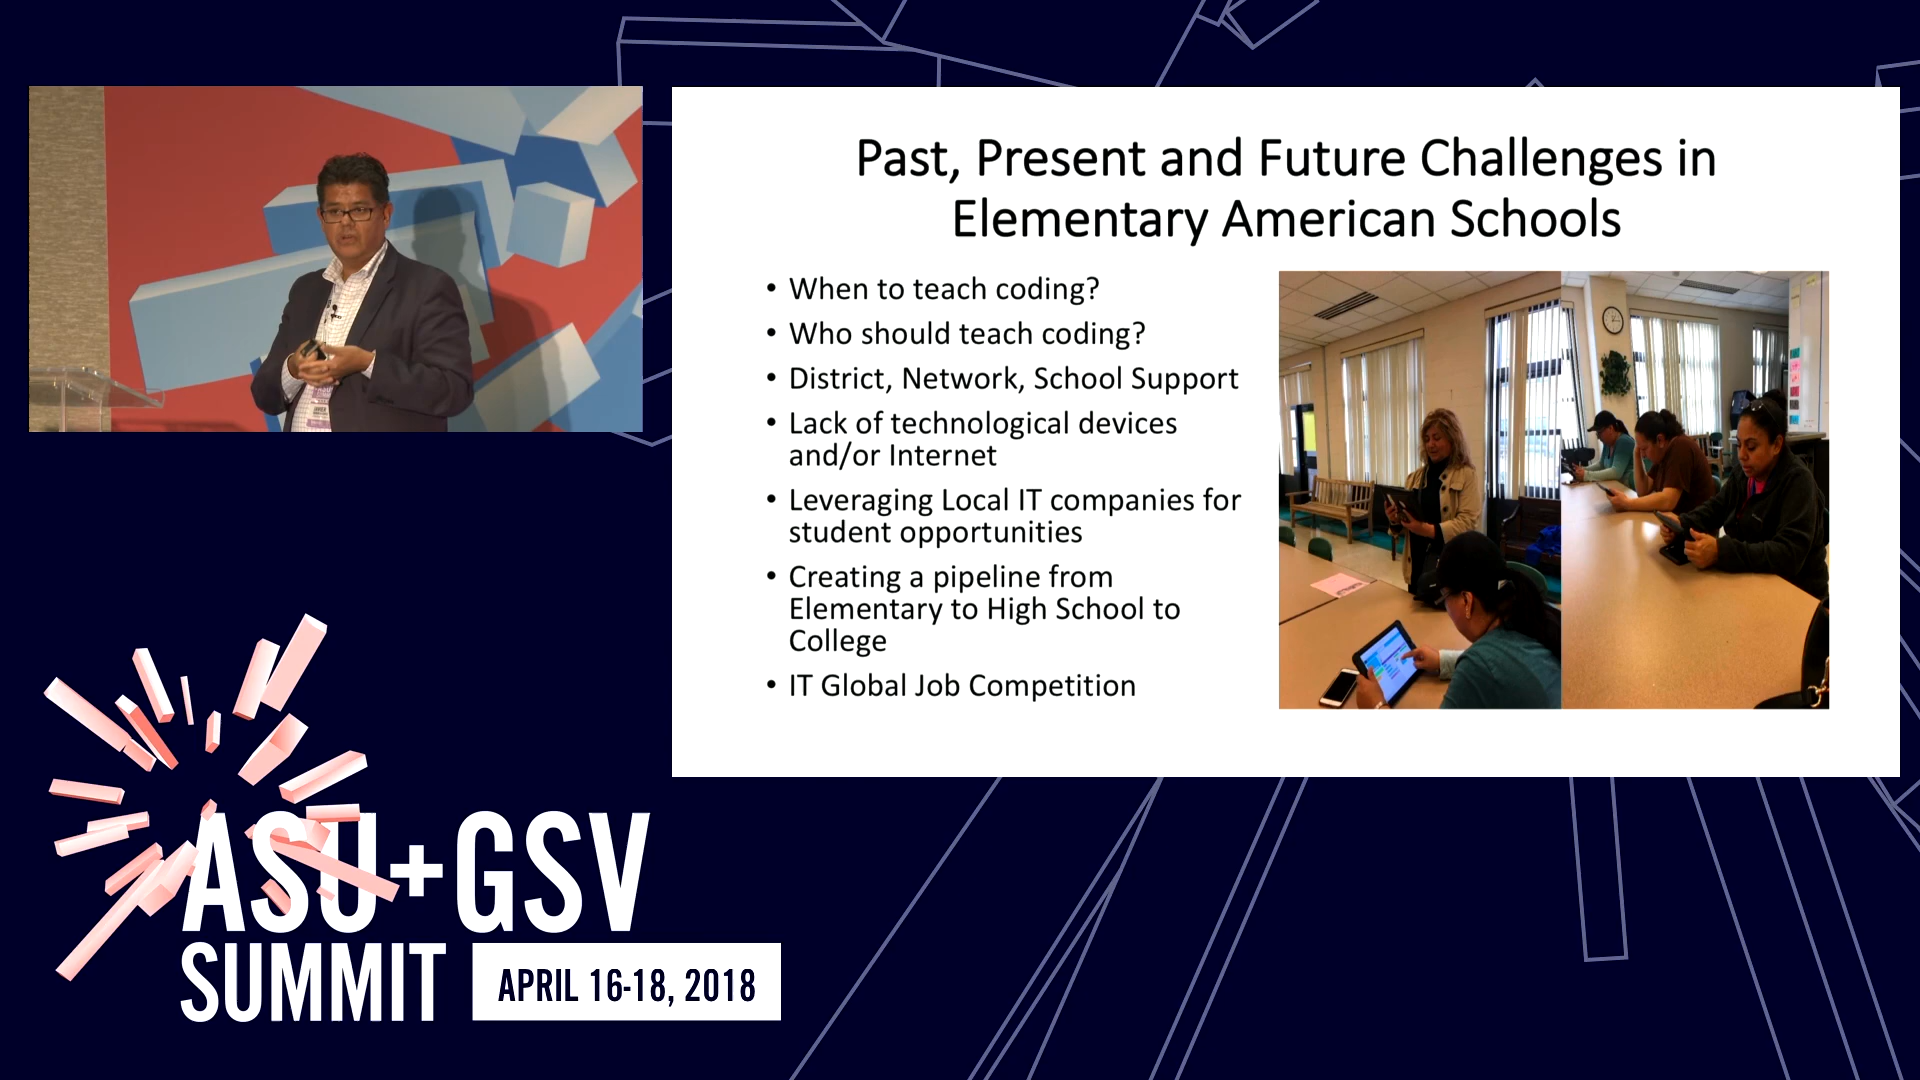 Past, Present and Future Challenges in
Elementary American Schools
• When to teach coding?
• Who should teach coding?
• District, Network, School Support
• Lack of technological devices
and/or Internet
• Leveraging Local IT companies for
student opportunities
• Creating a pipeline from
Elementary to High School to
College
• IT Global Job Competition
ASU+GSV
SUMMIT
APRIL 16-18, 2018